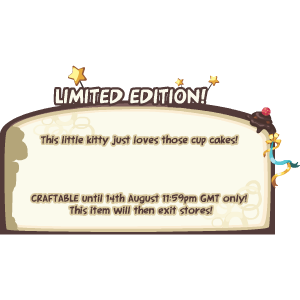 LIMITED EDITION!
This little kitty just loves those cup cakes!
CRAFTABLE until 14th August 11:59pm GMT only!
This item will then exit stores!